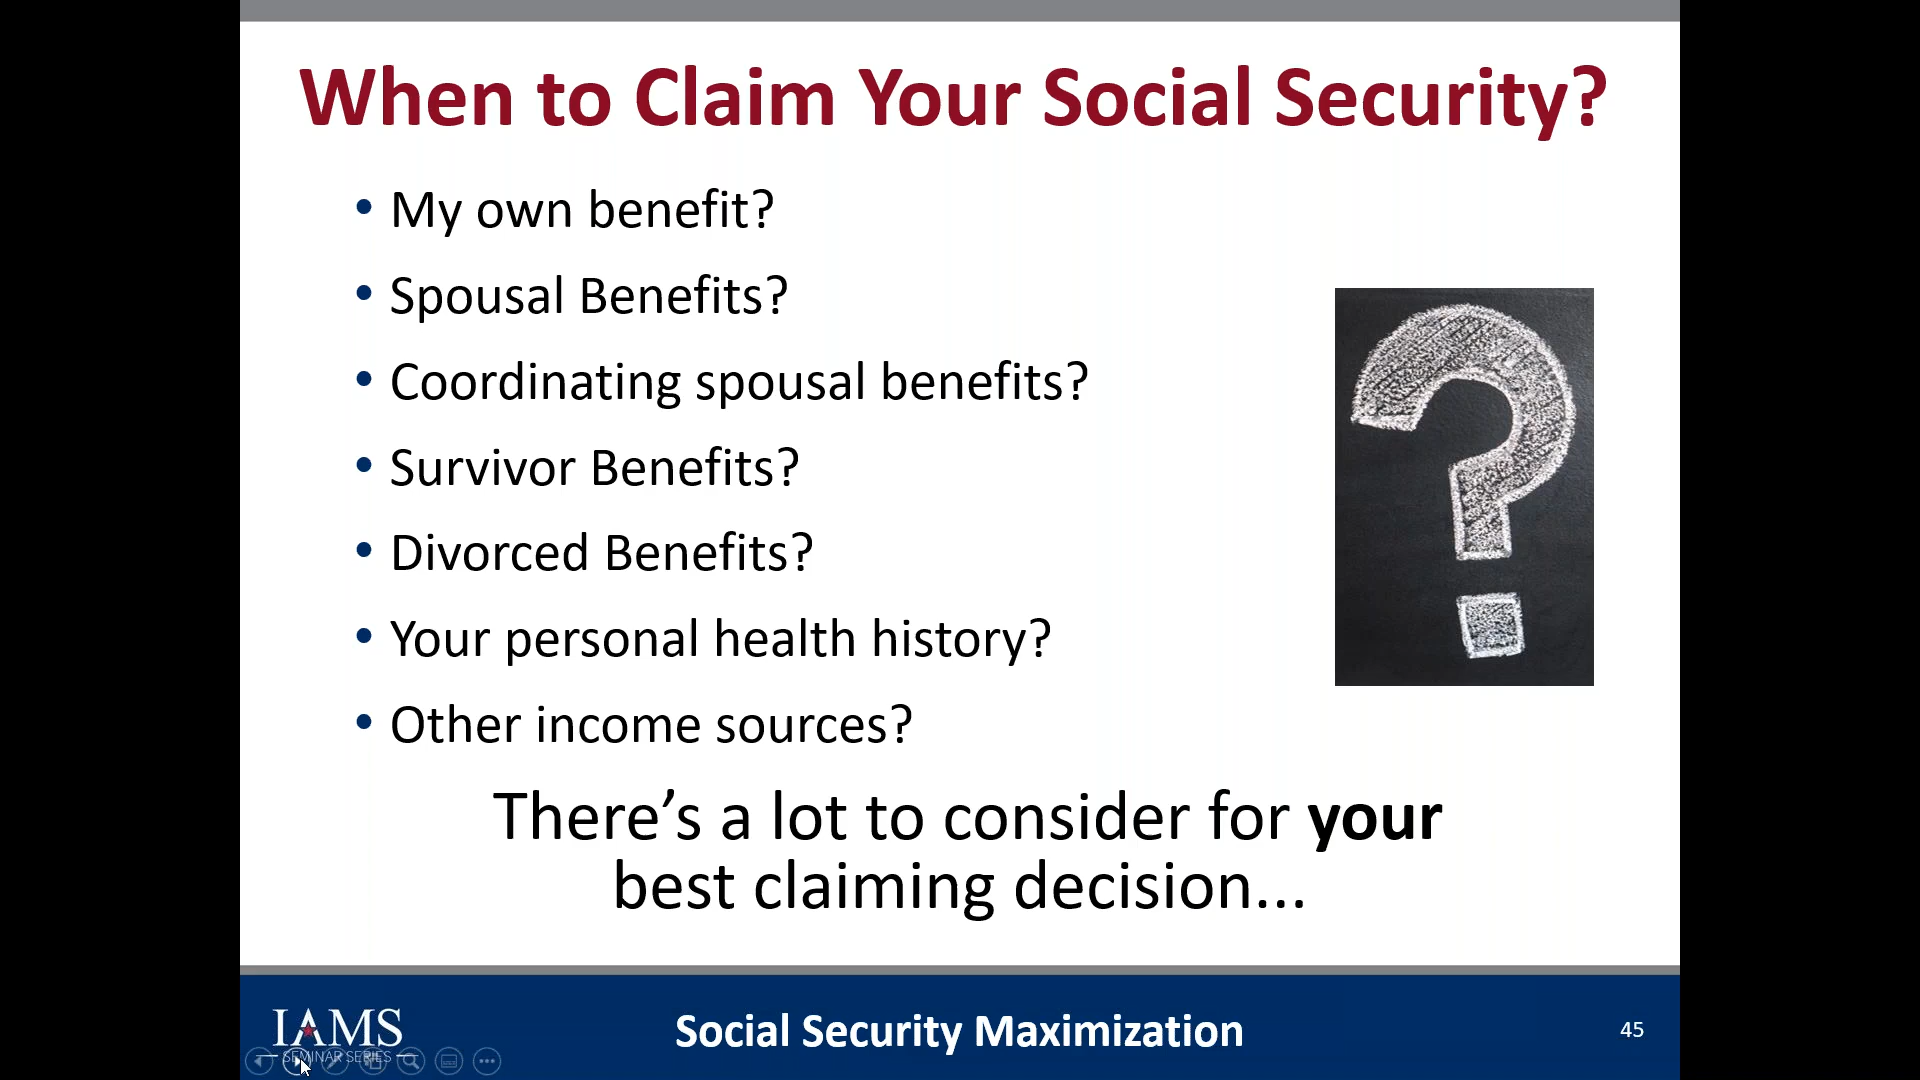 When to Claim Your Social Security?
• My own benefit?
• Spousal Benefits?
• Coordinating spousal benefits?
• Survivor Benefits?
• Divorced Benefits?
• Your personal health history?
• Other income sources?
There’s a lot to consider for your
best claiming decision...
IAMS
SEMINAR SERIES
Social Security Maximization
45